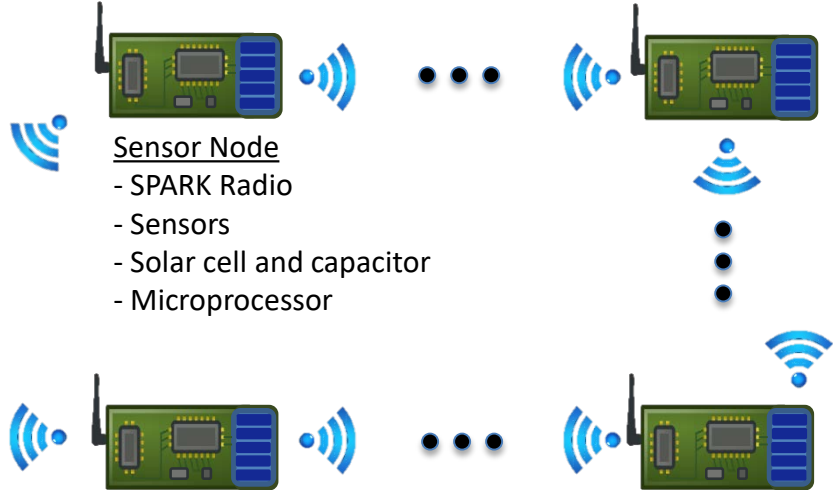 Sensor Node
- SPARK Radio
- Sensors
- Solar cell and capacitor
- Microprocessor